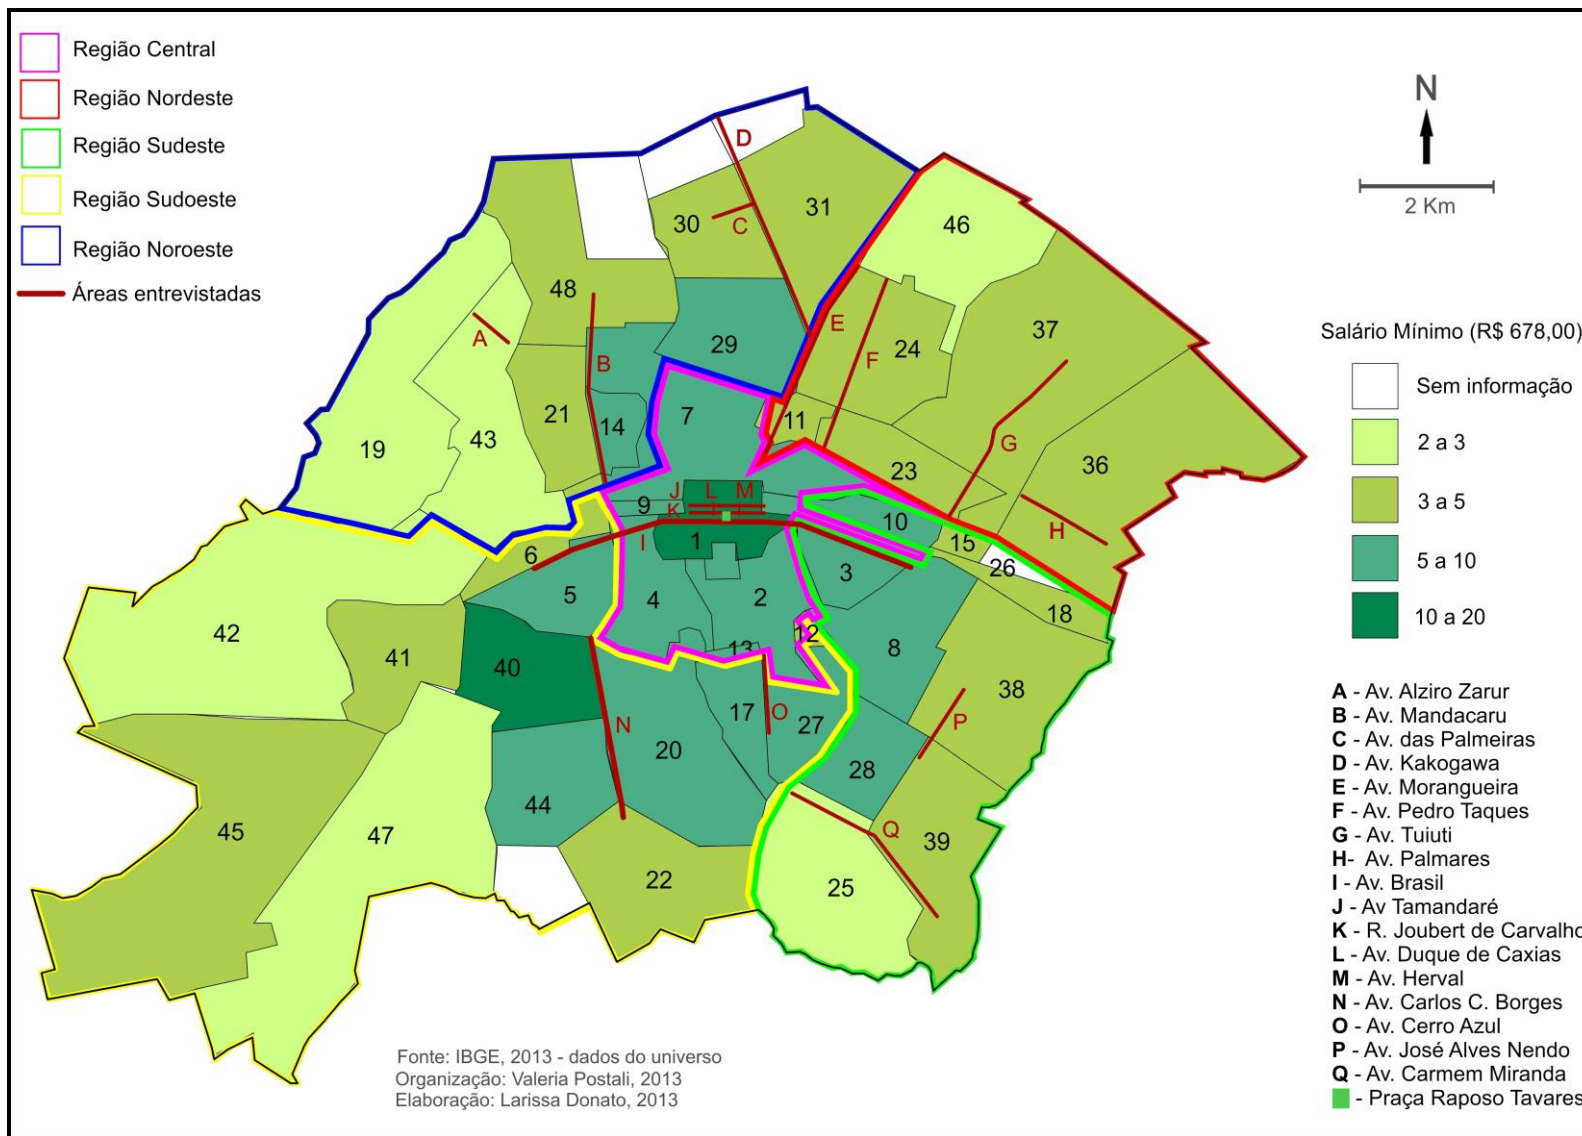 Região Central
Região Nordeste
Região Sudeste
Região Sudoeste
Região Noroeste
Áreas entrevistadas
N
2 Km
Salário Mínimo (R$ 678,00)
Sem informação
2 a 3
3 a 5
5 a 10
10 a 20
A - Av. Alziro Zarur
B - Av. Mandacaru
C - Av. das Palmeiras
D - Av. Kakogawa
E - Av. Morangueira
F - Av. Pedro Taques
G - Av. Tuiuti
H- Av. Palmares
I - Av. Brasil
J - Av Tamandaré
K - R. Joubert de Carvalho
L - Av. Duque de Caxias
M - Av. Herval
N - Av. Carlos C. Borges
O - Av. Cerro Azul
P - Av. José Alves Nendo
Q - Av. Carmem Miranda
- Praça Raposo Tavares
D
30
C
31
46
48
A
B
29
E
F
24
37
21
14
7
11
19
43
23
G
36
H
J
L
M
9
K
10
15
26
I
1
6
5
4
2
3
18
12
13
8
42
41
40
38
N
17
O
27
P
20
28
45
47
44
Q
39
22
25
Fonte: IBGE, 2013 - dados do universo
Organização: Valeria Postali, 2013
Elaboração: Larissa Donato, 2013